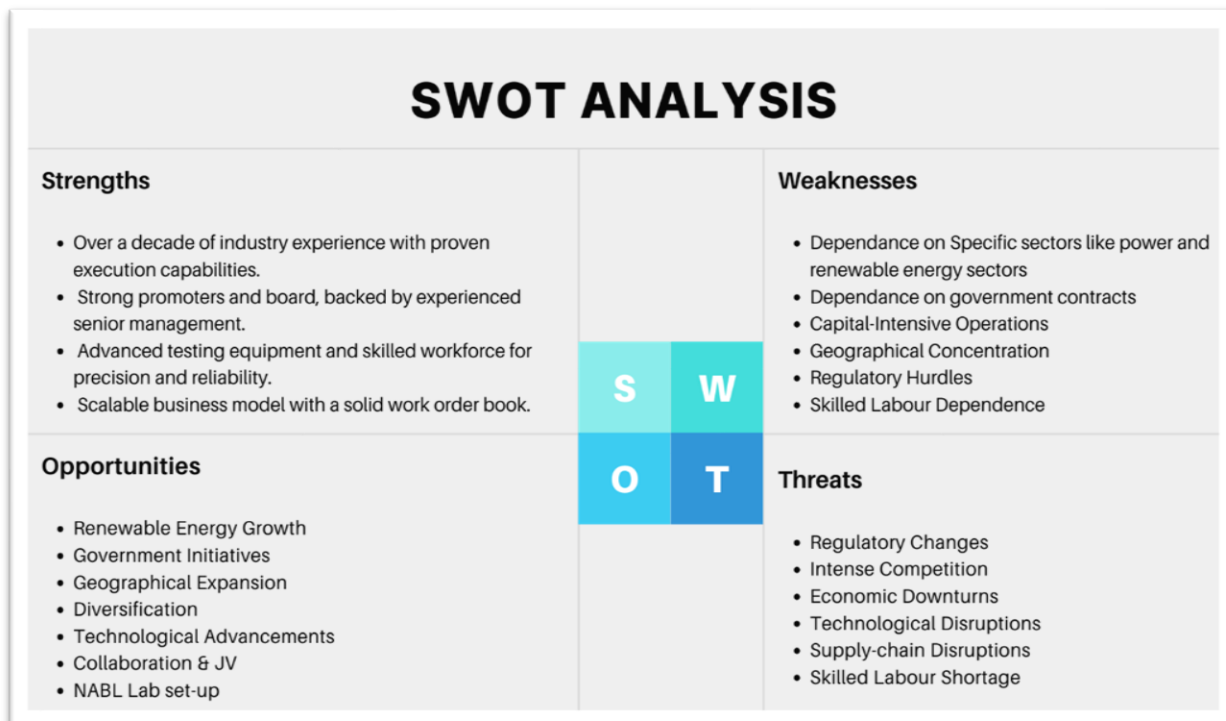 SWOT ANALYSIS
Strengths
• Over a decade of industry experience with proven
execution capabilities.
• Strong promoters and board, backed by experienced
senior management.
• Advanced testing equipment and skilled workforce for
precision and reliability.
• Scalable business model with a solid work order book.
Weaknesses
• Dependance on Specific sectors like power and
renewable energy sectors
• Dependance on government contracts
• Capital-Intensive Operations
• Geographical Concentration
• Regulatory Hurdles
• Skilled Labour Dependence
S W
O T
Opportunities
• Renewable Energy Growth
• Government Initiatives
• Geographical Expansion
• Diversification
• Technological Advancements
• Collaboration & JV
• NABL Lab set-up
Threats
• Regulatory Changes
• Intense Competition
• Economic Downturns
• Technological Disruptions
• Supply-chain Disruptions
• Skilled Labour Shortage